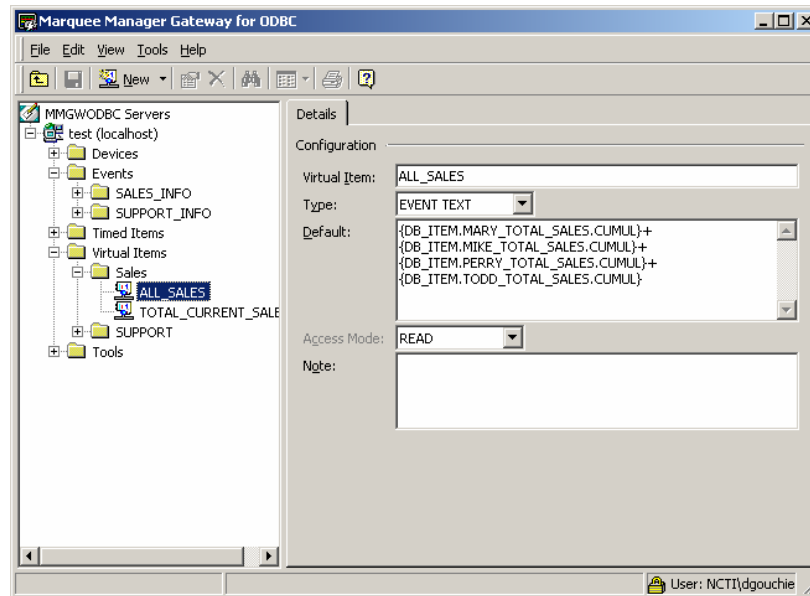 Marquee Manager Gateway for ODBC
File Edit View Tools Help
New
MMGWODBC Servers
test (localhost)
Devices
Events
SALES_INFO
SUPPORT_INFO
Timed Items
Virtual Items
Sales
ALL_SALES
TOTAL_CURRENT_SALE
SUPPORT
Tools
Details
Configuration
Virtual Item: ALL_SALES
Type: EVENT TEXT
Default: {DB_ITEM.MARY_TOTAL_SALES.CUMUL}+
{DB_ITEM.MIKE_TOTAL_SALES.CUMUL}+
{DB_ITEM.PERRY_TOTAL_SALES.CUMUL}+
{DB_ITEM.TODD_TOTAL_SALES.CUMUL}
Access Mode: READ
Note:
User: NCTI\dgouchie